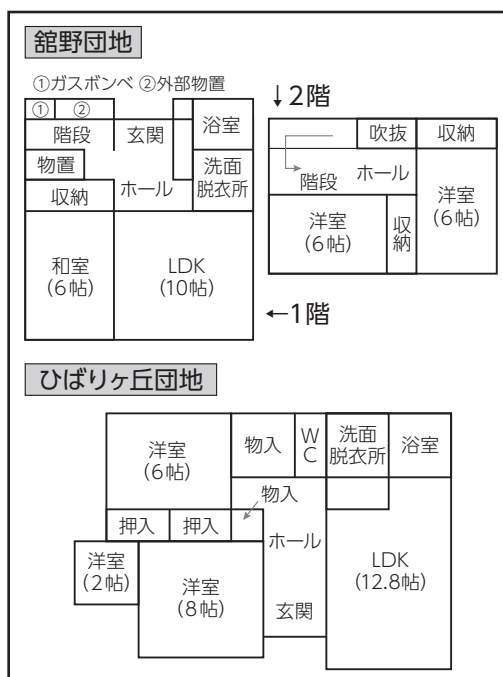 舘野団地
①ガスボンベ ②外部物置
① ②
階段
玄関
浴室
物置
ホール
洗面
脱衣所
収納
和室
(6帖)
LDK
(10帖)
←1階
↓2階
吹抜
収納
階段
ホール
洋室
(6帖)
収納
洋室
(6帖)
ひばりヶ丘団地
洋室
(6帖)
物入
WC
洗面
脱衣所
浴室
物入
押入
押入
ホール
洋室
(2帖)
洋室
(8帖)
玄関
LDK
(12.8帖)